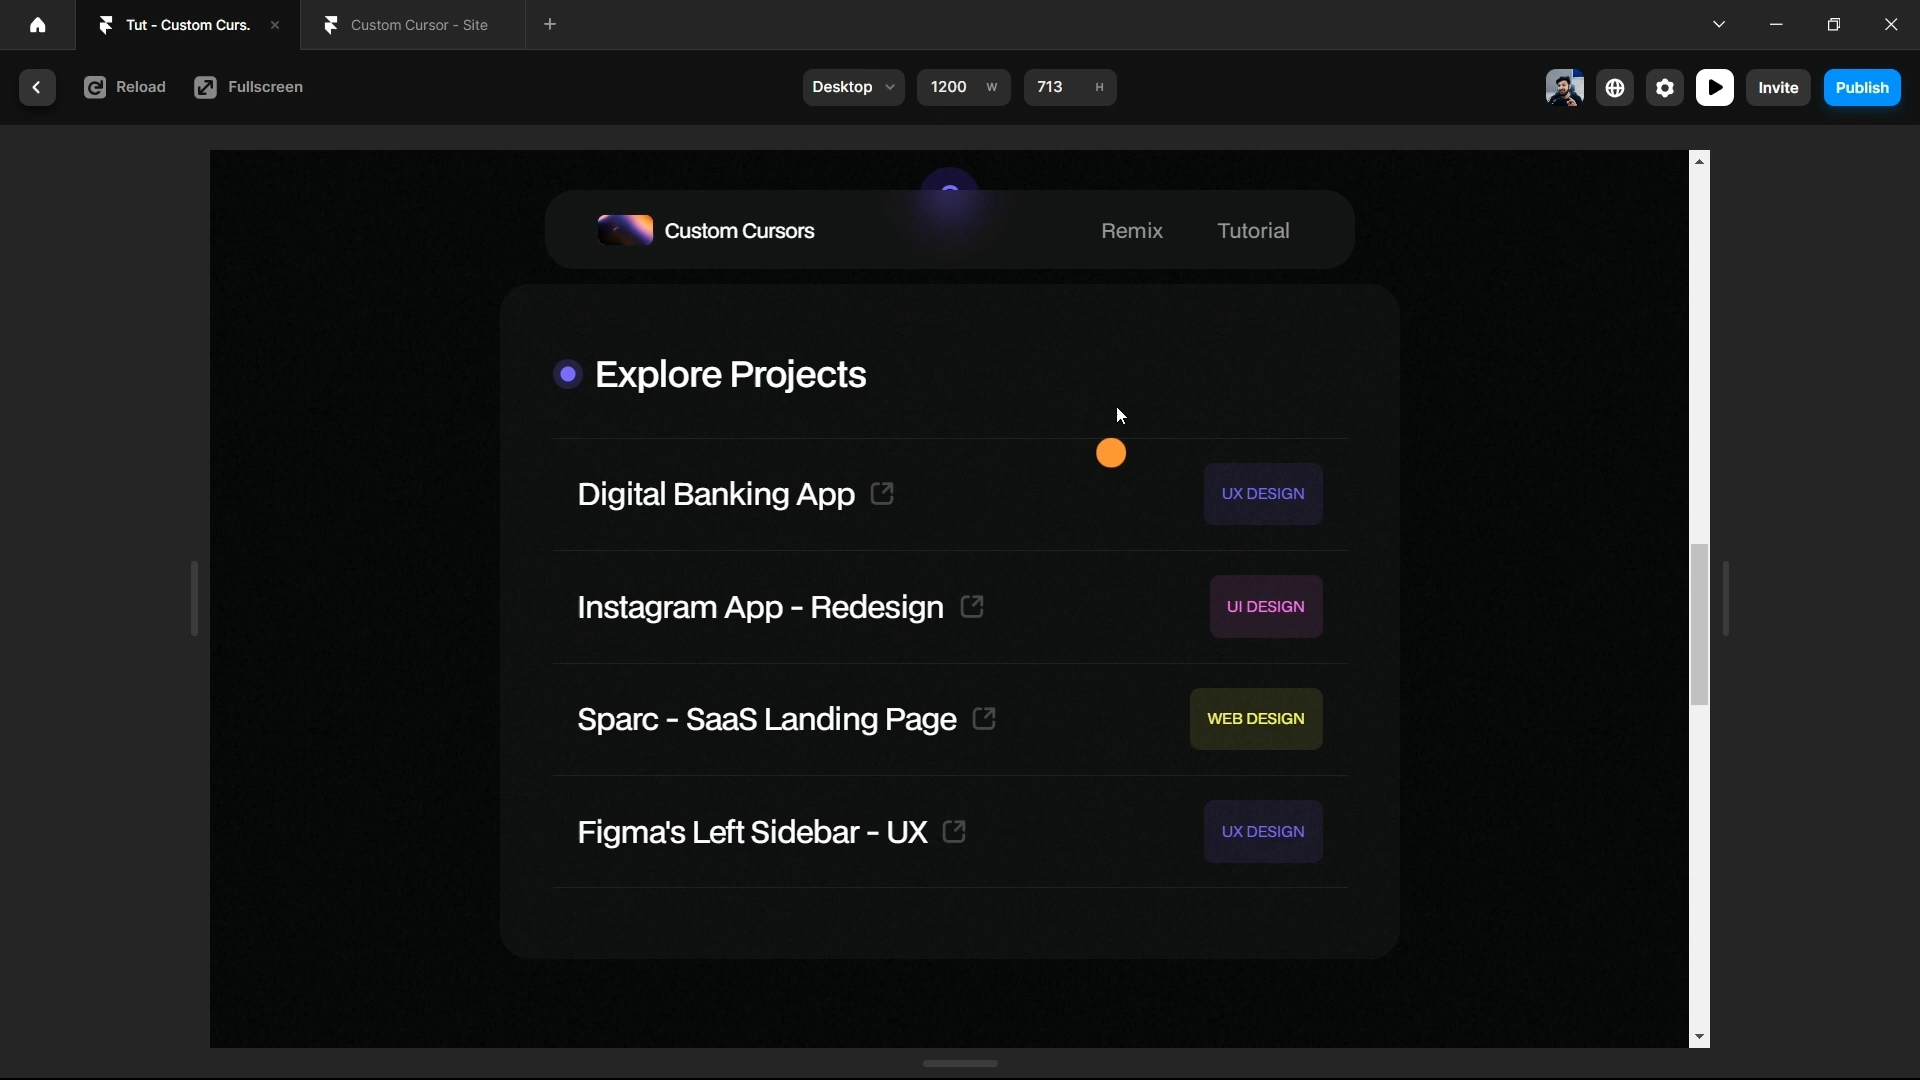 Tut - Custom Curs.
Custom Cursor - Site
Reload
Fullscreen
Desktop
1200 W
713 H
Invite
Publish
Custom Cursors
Remix
Tutorial
Explore Projects
Digital Banking App
UX DESIGN
Instagram App - Redesign
UI DESIGN
Sparc - SaaS Landing Page
WEB DESIGN
Figma's Left Sidebar - UX
UX DESIGN